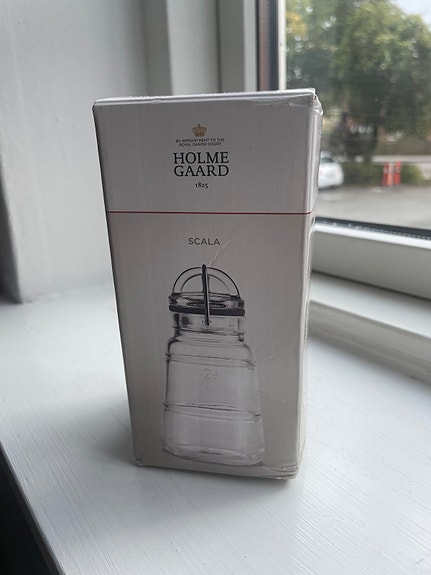 BY APPOINTMENT TO THE
ROYAL DANISH COURT
HOLME
GAARD
1825
SCALA